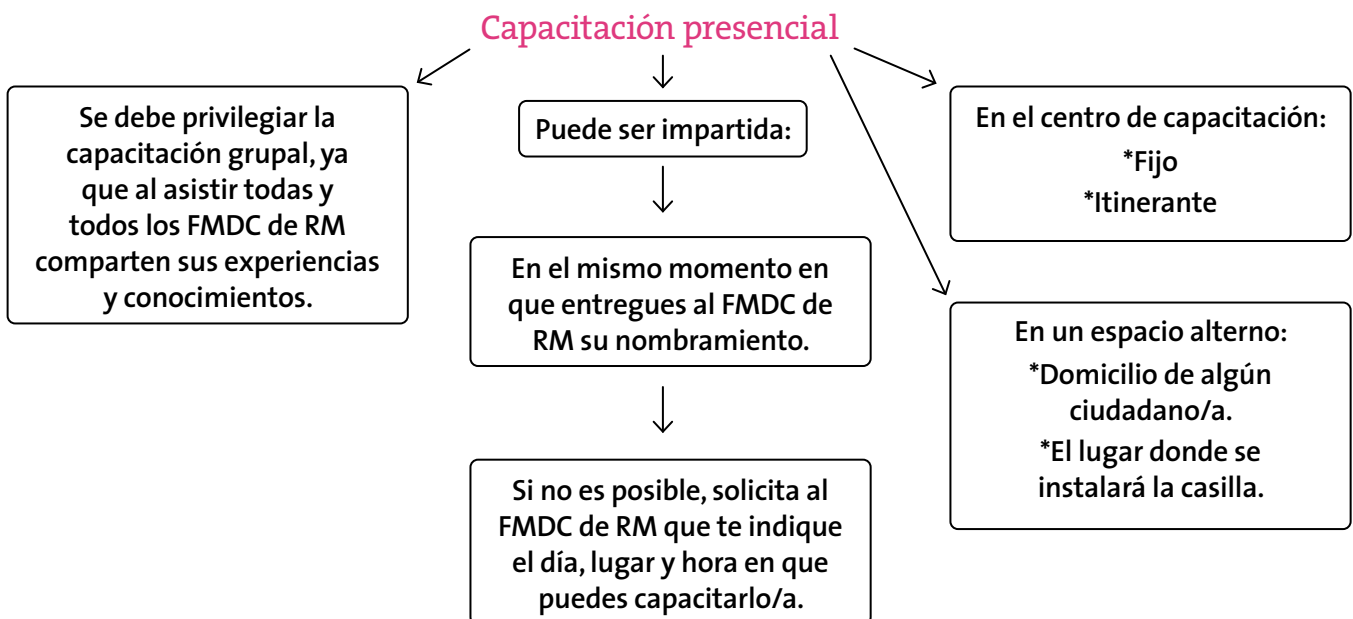 Capacitación presencial
Se debe privilegiar la
capacitación grupal, ya
que al asistir todas y
todos los FMDC de RM
comparten sus experiencias
y conocimientos.
Puede ser impartida:
En el mismo momento en
que entregues al FMDC de
RM su nombramiento.
Si no es posible, solicita al
FMDC de RM que te indique
el día, lugar y hora en que
puedes capacitarlo/a.
En el centro de capacitación:
*Fijo
*Itinerante
En un espacio alterno:
*Domicilio de algún
ciudadano/a.
*El lugar donde se
instalará la casilla.